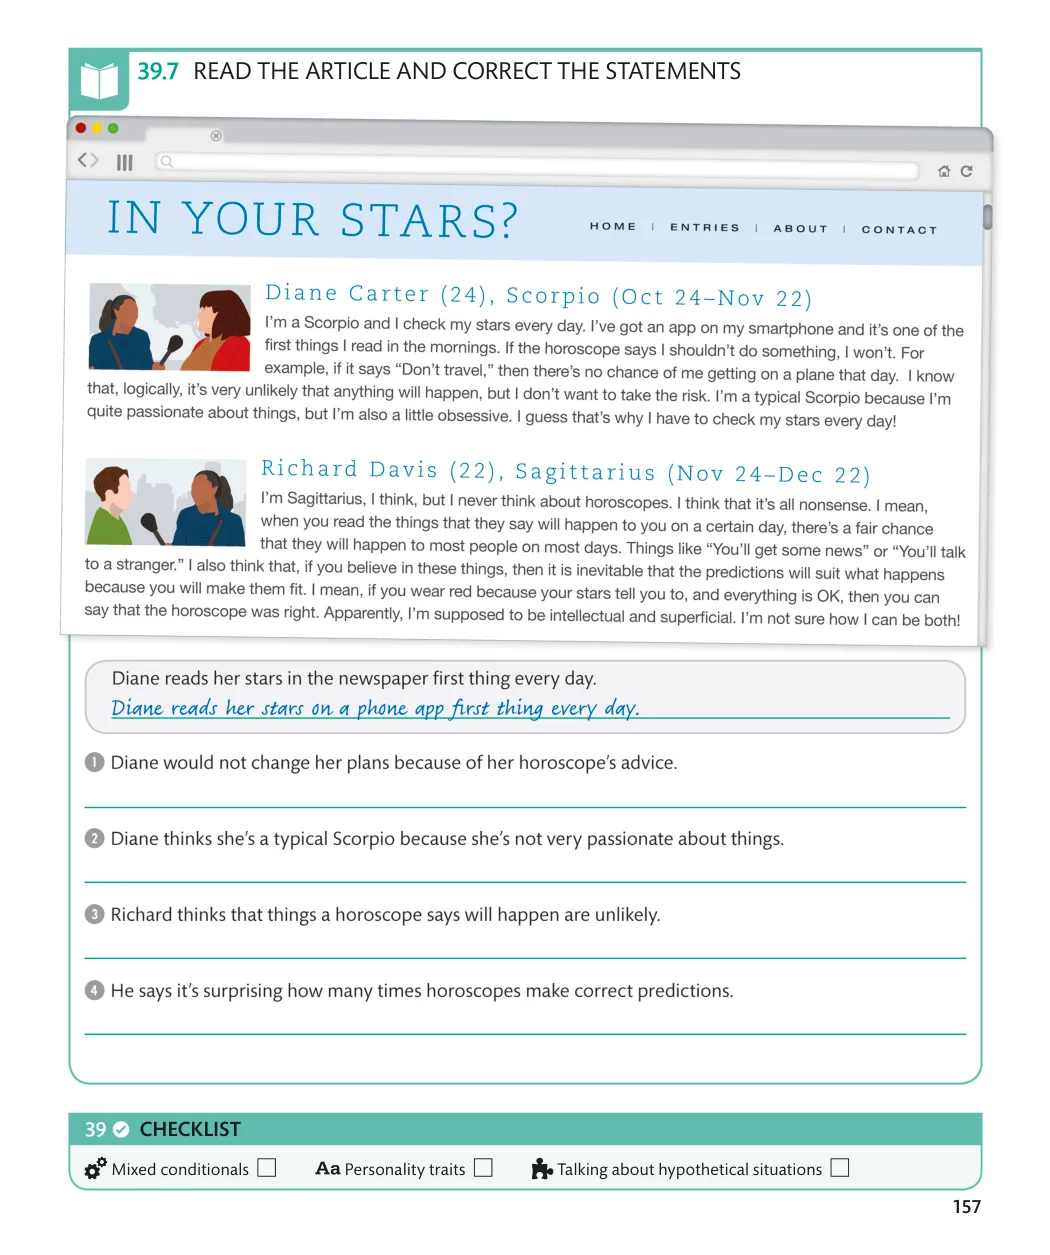 39.7 READ THE ARTICLE AND CORRECT THE STATEMENTS
IN YOUR STARS?
HOME | ENTRIES | ABOUT | CONTACT
Diane Carter (24), Scorpio (Oct 24–Nov 22)
I'm a Scorpio and I check my stars every day. I've got an app on my smartphone and it's one of the
first things I read in the mornings. If the horoscope says I shouldn't do something, I won't. For
example, if it says “Don't travel,” then there's no chance of me getting on a plane that day. I know
that, logically, it's very unlikely that anything will happen, but I don't want to take the risk. I'm a typical Scorpio because I'm
quite passionate about things, but I'm also a little obsessive. I guess that's why I have to check my stars every day!
Richard Davis (22), Sagittarius (Nov 24–Dec 22)
I'm Sagittarius, I think, but I never think about horoscopes. I think that it's all nonsense. I mean,
when you read the things that they say will happen to you on a certain day, there's a fair chance
that they will happen to most people on most days. Things like “You'll get some news” or “You'll talk
to a stranger.” I also think that, if you believe in these things, then it is inevitable that the predictions will suit what happens
because you will make them fit. I mean, if you wear red because your stars tell you to, and everything is OK, then you can
say that the horoscope was right. Apparently, I'm supposed to be intellectual and superficial. I'm not sure how I can be both!
Diane reads her stars in the newspaper first thing every day.
Diane reads her stars on a phone app first thing every day.
1 Diane would not change her plans because of her horoscope's advice.
2 Diane thinks she's a typical Scorpio because she's not very passionate about things.
3 Richard thinks that things a horoscope says will happen are unlikely.
4 He says it's surprising how many times horoscopes make correct predictions.
39 CHECKLIST
Mixed conditionals Aa Personality traits Talking about hypothetical situations
157